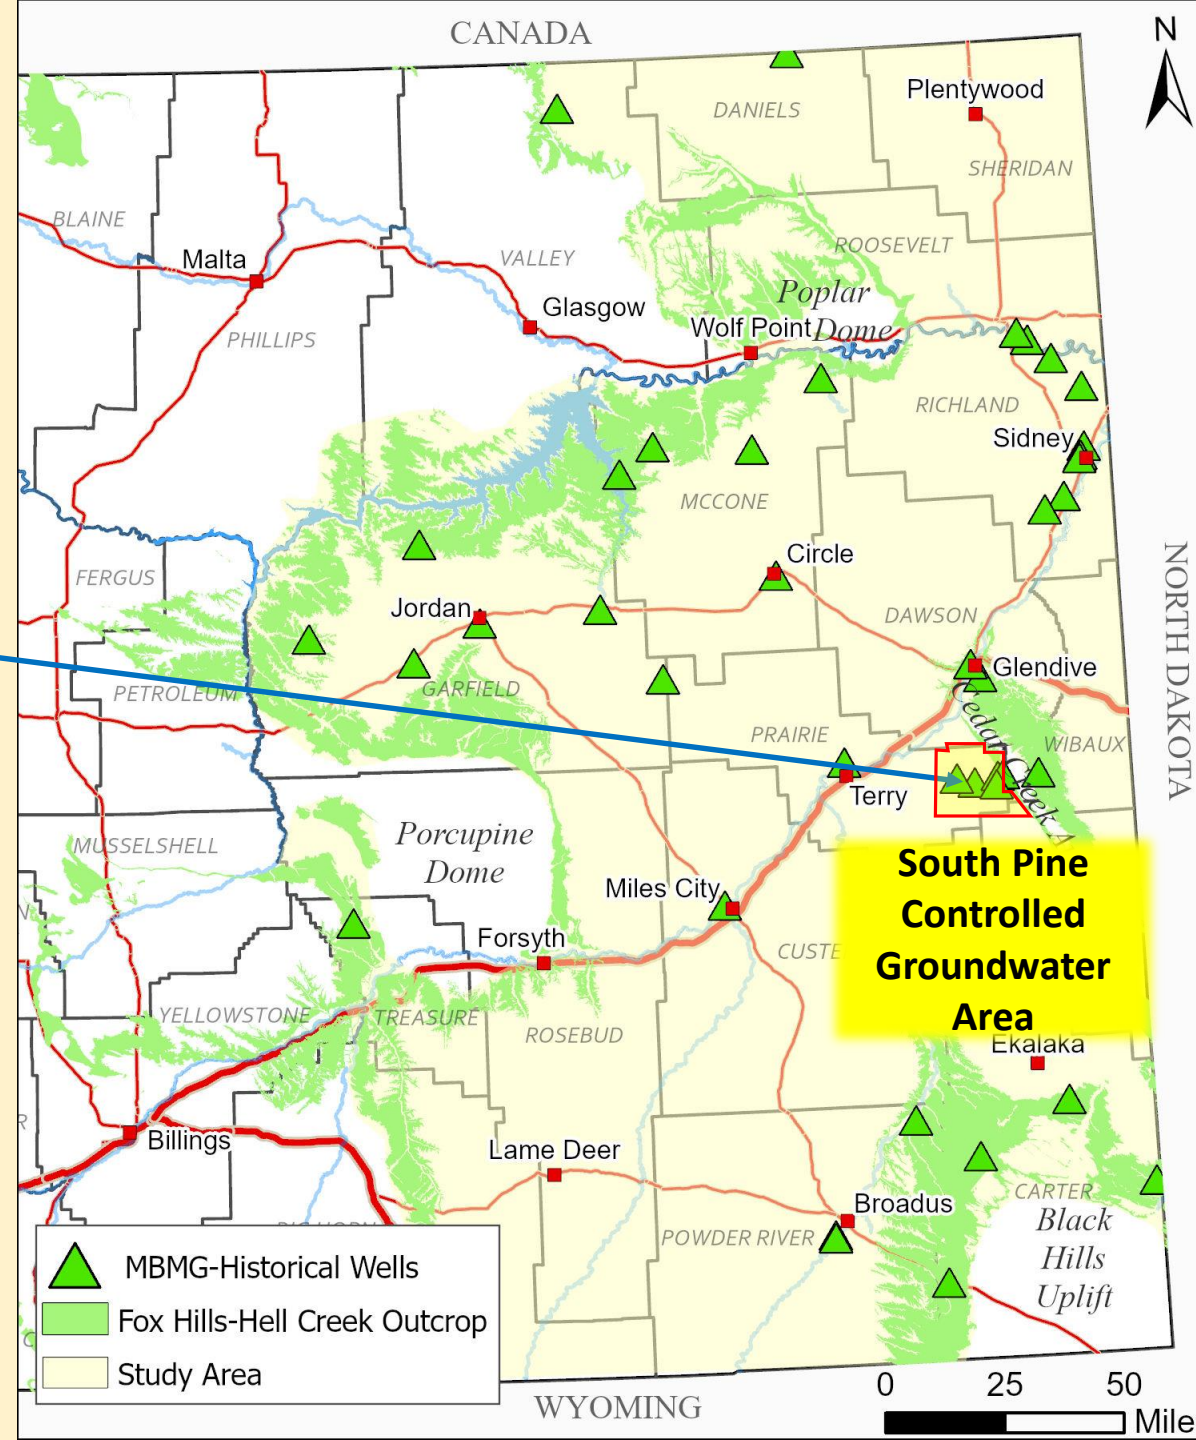 CANADA
N
Plentywood
DANIELS
SHERIDAN
BLAINE
Malta
VALLEY
ROOSEVELT
Glasgow
Poplar
Dome
Wolf Point
PHILLIPS
RICHLAND
Sidney
MCCONE
Circle
FERGUS
Jordan
DAWSON
NORTH DAKOTA
Glendive
PETROLEUM
GARFIELD
PRAIRIE
WIBAUX
Cedar Creek A
Terry
MUSSELSHELL
Porcupine
Dome
South Pine
Controlled
Groundwater
Area
Miles City
Forsyth
CUSTE
YELLOWSTONE
TREASURE
ROSEBUD
Ekalaka
Billings
Lame Deer
CARTER
Broadus
POWDER RIVER
Black
Hills
Uplift
MBMG-Historical Wells
Fox Hills-Hell Creek Outcrop
Study Area
WYOMING
0 25 50
Mile